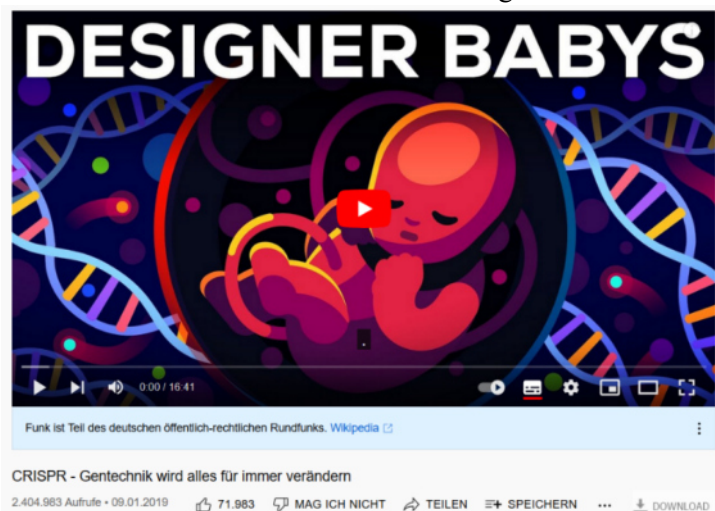 DESIGNER BABYS
0:00 / 16:41
Funk ist Teil des deutschen öffentlich-rechtlichen Rundfunks. Wikipedia
CRISPR - Gentechnik wird alles für immer verändern
2.404.983 Aufrufe • 09.01.2019 71.983 MAG ICH NICHT TEILEN SPEICHERN ... DOWNLOAD